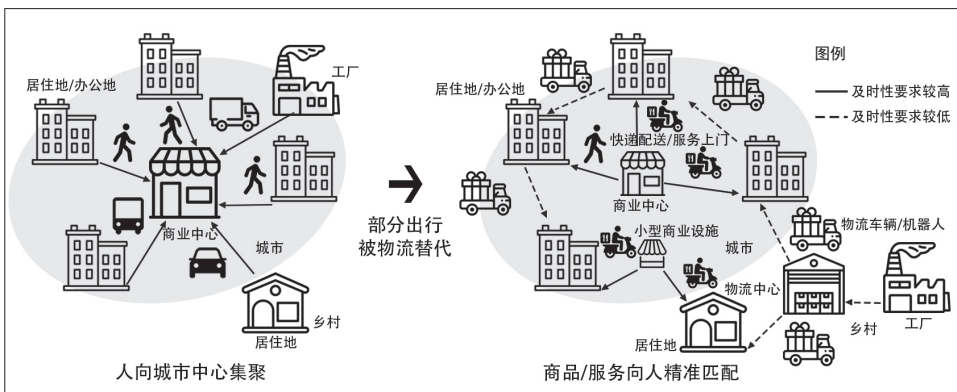 居住地/办公地
工厂
商业中心
城市
乡村
居住地
人向城市中心集聚
部分出行
被物流替代
图例
及时性要求较高
及时性要求较低
居住地/办公地
快递配送/服务上门
商业中心
小型商业设施
城市
物流车辆/机器人
物流中心
乡村
工厂
居住地
商品/服务向人精准匹配